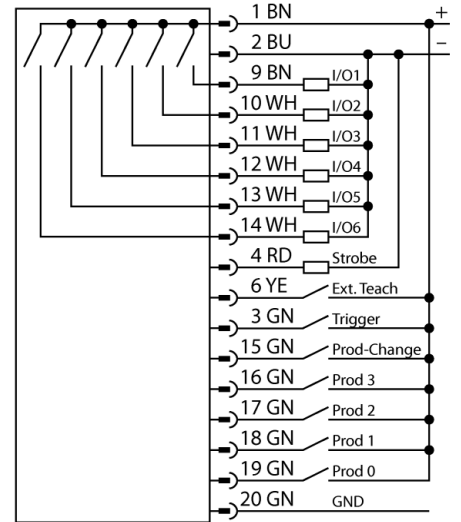 1 BN +
2 BU −
9 BN I/O1
10 WH I/O2
11 WH I/O3
12 WH I/O4
13 WH I/O5
14 WH I/O6
4 RD Strobe
6 YE Ext. Teach
3 GN Trigger
15 GN Prod-Change
16 GN Prod 3
17 GN Prod 2
18 GN Prod 1
19 GN Prod 0
20 GN GND